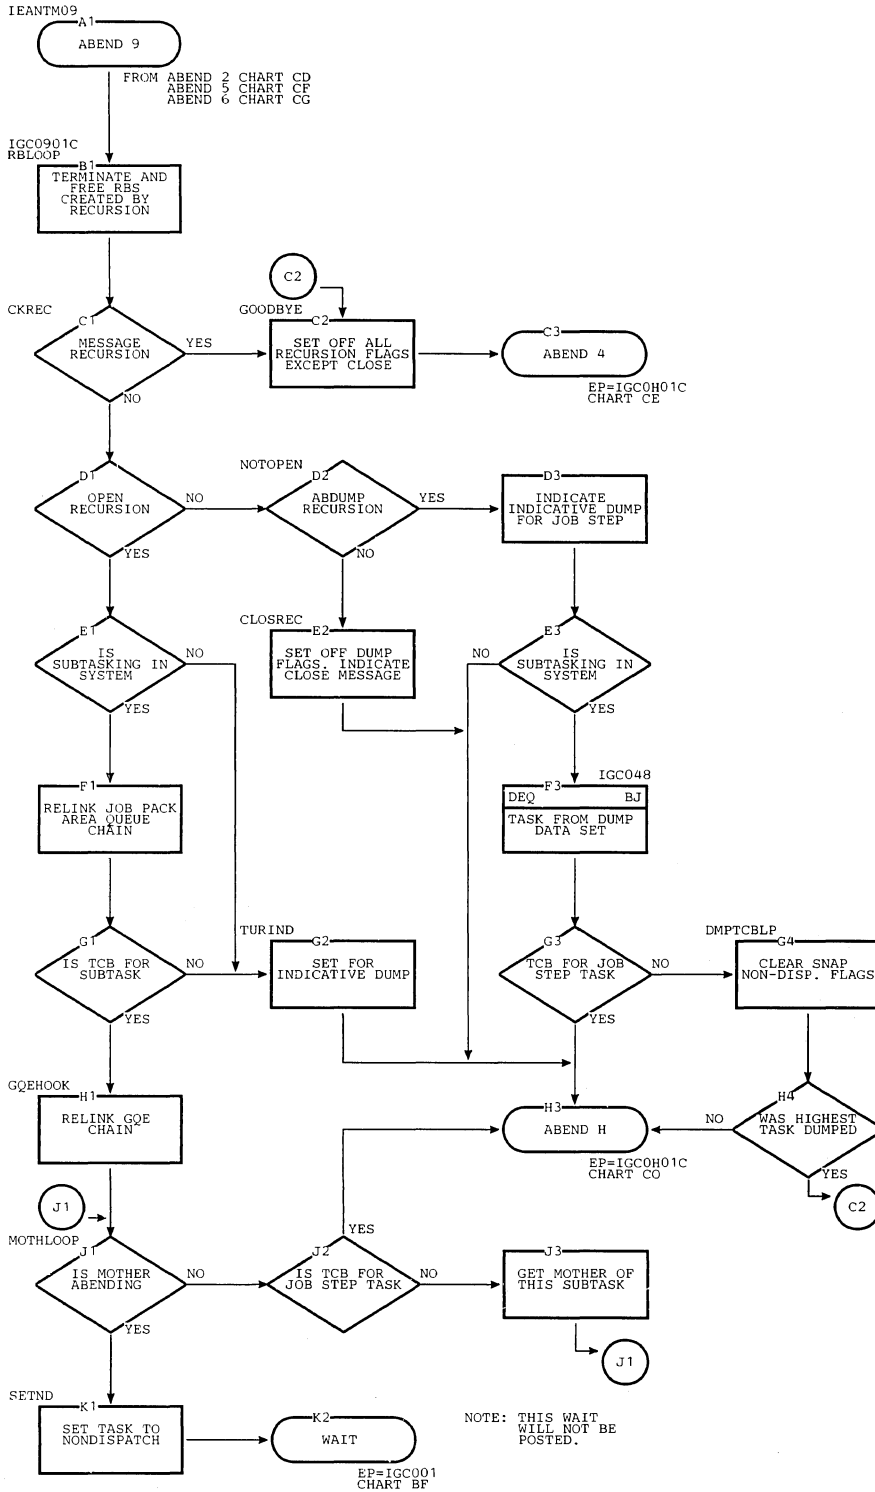 IEANTM09
A1
ABEND 9
FROM ABEND 2 CHART CD
ABEND 5 CHART CF
ABEND 6 CHART CG
IGC0901C
RBLOOP
B1
TERMINATE AND
FREE RBS
CREATED BY
RECURSION
C2
CKREC
C1
MESSAGE
RECURSION
YES
NO
GOODBYE
C2
SET OFF ALL
RECURSION FLAGS
EXCEPT CLOSE
C3
ABEND 4
EP=IGC0H01C
CHART CE
D1
OPEN
RECURSION
NO
YES
NOTOPEN
D2
ABDUMP
RECURSION
YES
NO
D3
INDICATE
INDICATIVE DUMP
FOR JOB STEP
E1
IS
SUBTASKING IN
SYSTEM
NO
YES
CLOSREC
E2
SET OFF DUMP
FLAGS. INDICATE
CLOSE MESSAGE
E3
IS
SUBTASKING IN
SYSTEM
NO
YES
F1
RELINK JOB PACK
AREA QUEUE
CHAIN
IGC048
F3
DEQ BJ
TASK FROM DUMP
DATA SET
G1
IS TCB FOR
SUBTASK
NO
YES
TURIND
G2
SET FOR
INDICATIVE DUMP
G3
TCB FOR JOB
STEP TASK
NO
YES
DMPTCBLP
G4
CLEAR SNAP
NON-DISP. FLAGS
GQEHOOK
H1
RELINK GQE
CHAIN
H3
ABEND H
EP=IGC0H01C
CHART CO
H4
WAS HIGHEST
TASK DUMPED
NO
YES
C2
J1
MOTHLOOP
J1
IS MOTHER
ABENDING
NO
YES
J2
IS TCB FOR
JOB STEP TASK
YES
NO
J3
GET MOTHER OF
THIS SUBTASK
J1
SETND
K1
SET TASK TO
NONDISPATCH
K2
WAIT
EP=IGC001
CHART BF
NOTE: THIS WAIT
WILL NOT BE
POSTED.